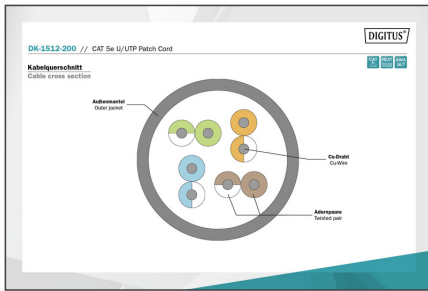 DIGITUS®
DK-1512-200 // CAT 5e U/UTP Patch Cord
Kabelquerschnitt
Cable cross section
Außenmantel
Outer jacket
Cu-Draht
Cu-Wire
Aderpaare
Twisted pair